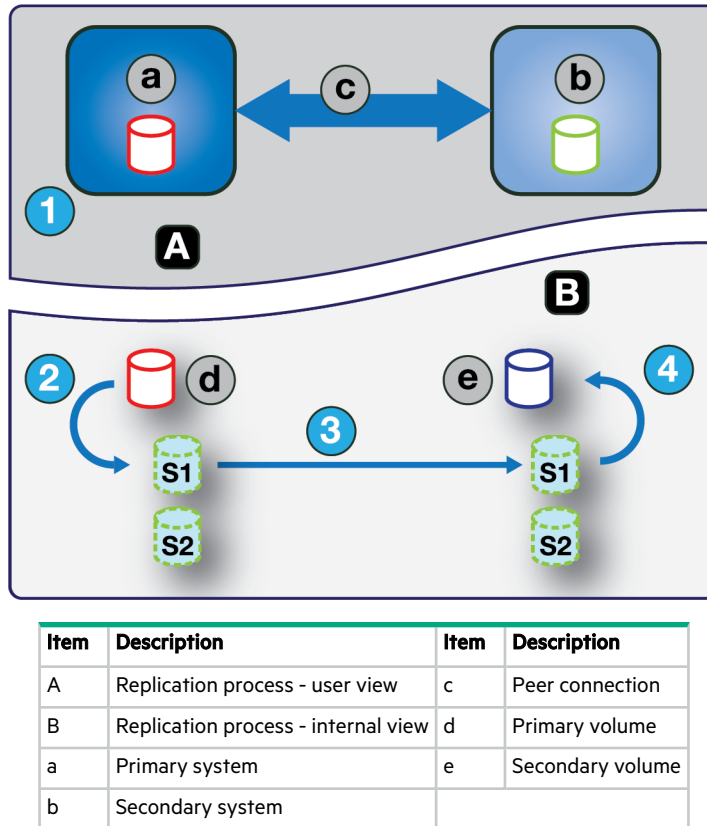 a
c
b
1
A
B
2
d
e
4
3
S1
S1
S2
S2
Item Description Item Description
A Replication process - user view c Peer connection
B Replication process - internal view d Primary volume
a Primary system e Secondary volume
b Secondary system